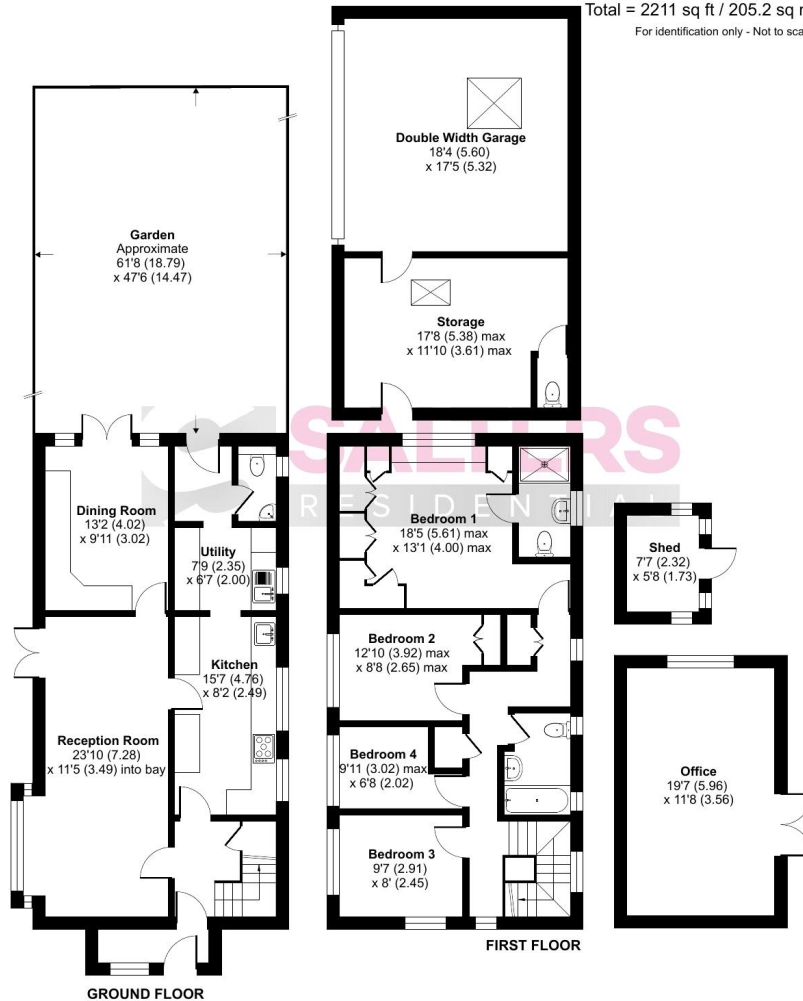 Total = 2211 sq ft / 205.2 sq
For identification only - Not to
Double Width Garage
18'4 (5.60)
x 17'5 (5.32)
Garden
Approximate
61'8 (18.79)
x 47'6 (14.47)
Storage
17'8 (5.38) max
x 11'10 (3.61) max
SALTERS
RESIDENTIAL
Dining Room
13'2 (4.02)
x 9'11 (3.02)
Utility
7'9 (2.35)
x 6'7 (2.00)
Bedroom 1
18'5 (5.61) max
x 13'1 (4.00) max
Shed
7'7 (2.32)
x 5'8 (1.73)
Kitchen
15'7 (4.76)
x 8'2 (2.49)
Bedroom 2
12'10 (3.92) max
x 8'8 (2.65) max
Reception Room
23'10 (7.28)
x 11'5 (3.49) into bay
Bedroom 4
9'11 (3.02) max
x 6'8 (2.02)
Office
19'7 (5.96)
x 11'8 (3.56)
Bedroom 3
9'7 (2.91)
x 8' (2.45)
FIRST FLOOR
GROUND FLOOR